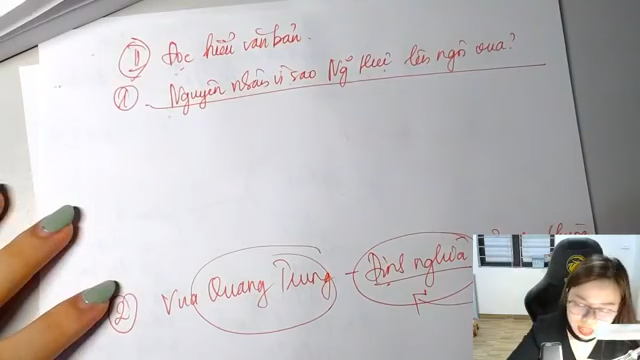 II Đọc hiểu văn bản.
1 Nguyên nhân vì sao Ng Huệ lên ngôi vua?
2 Vua Quang Trung - Định nghĩa